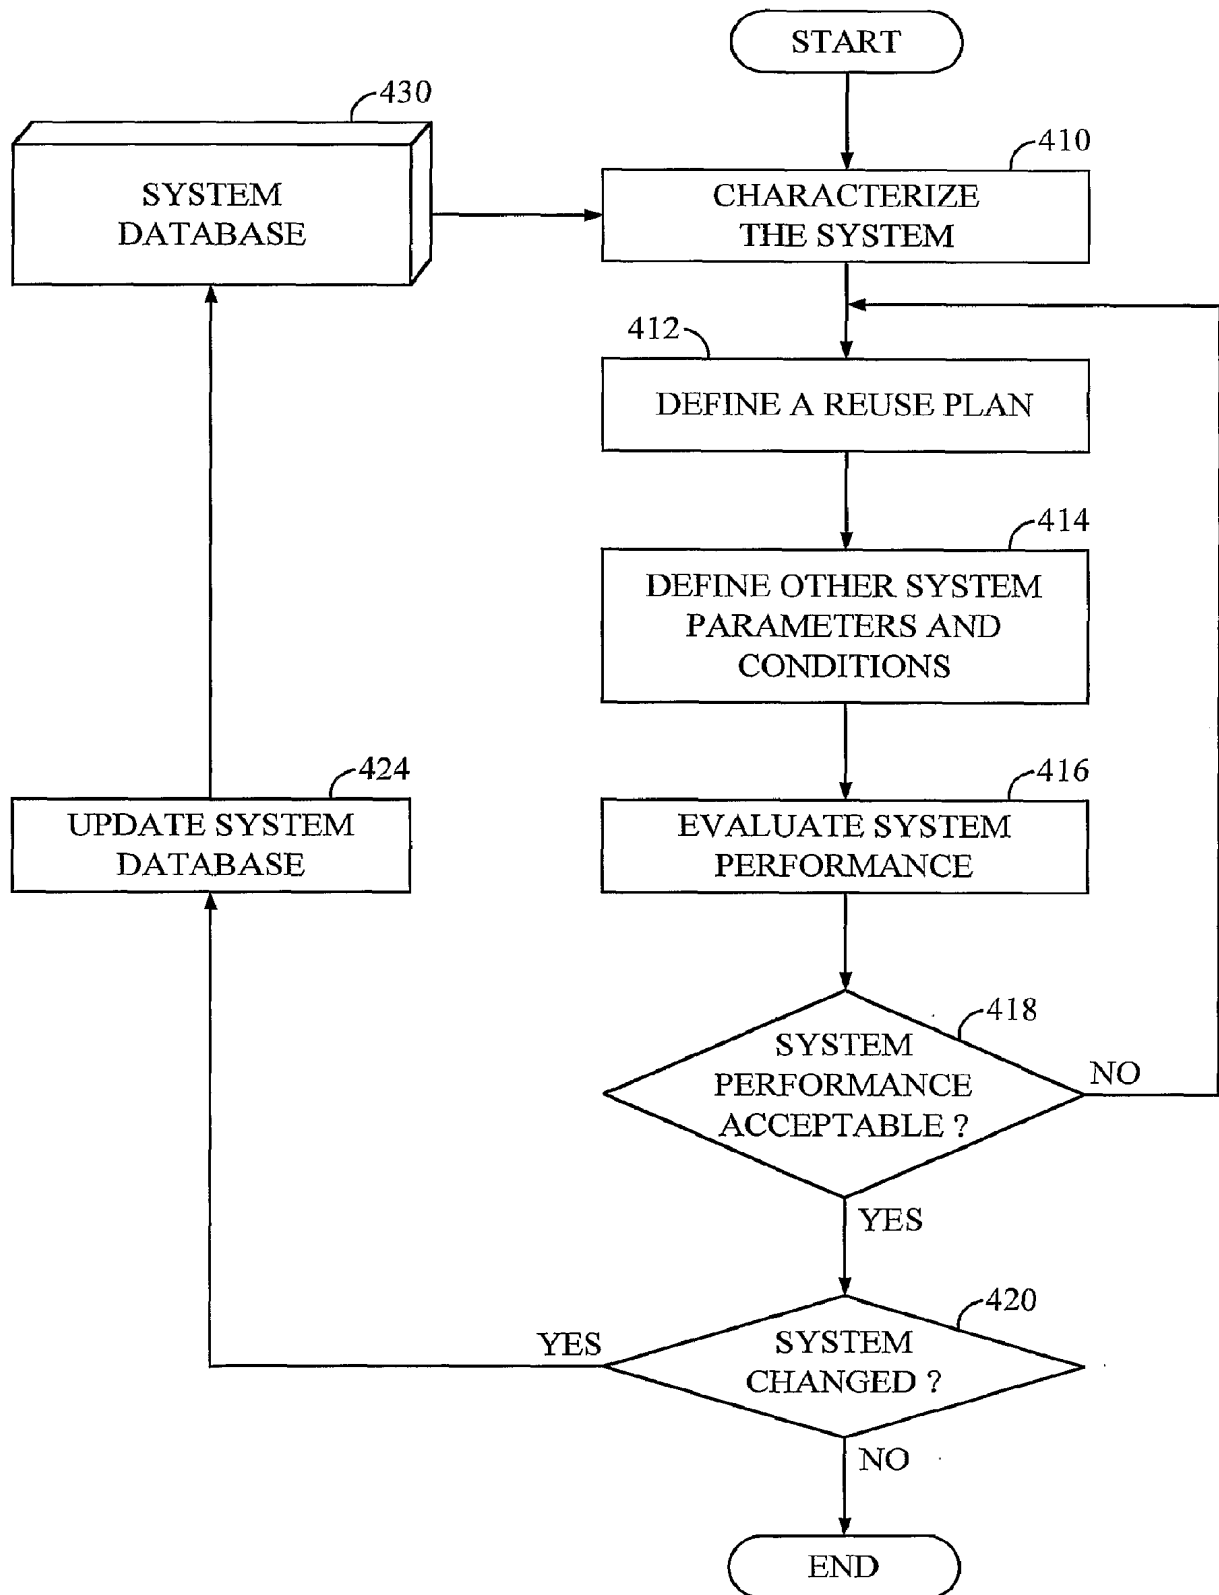 START
430
SYSTEM
DATABASE
410
CHARACTERIZE
THE SYSTEM
412
DEFINE A REUSE PLAN
414
DEFINE OTHER SYSTEM
PARAMETERS AND
CONDITIONS
424
UPDATE SYSTEM
DATABASE
416
EVALUATE SYSTEM
PERFORMANCE
418
SYSTEM
PERFORMANCE
ACCEPTABLE ?
NO
YES
420
SYSTEM
CHANGED ?
YES
NO
END